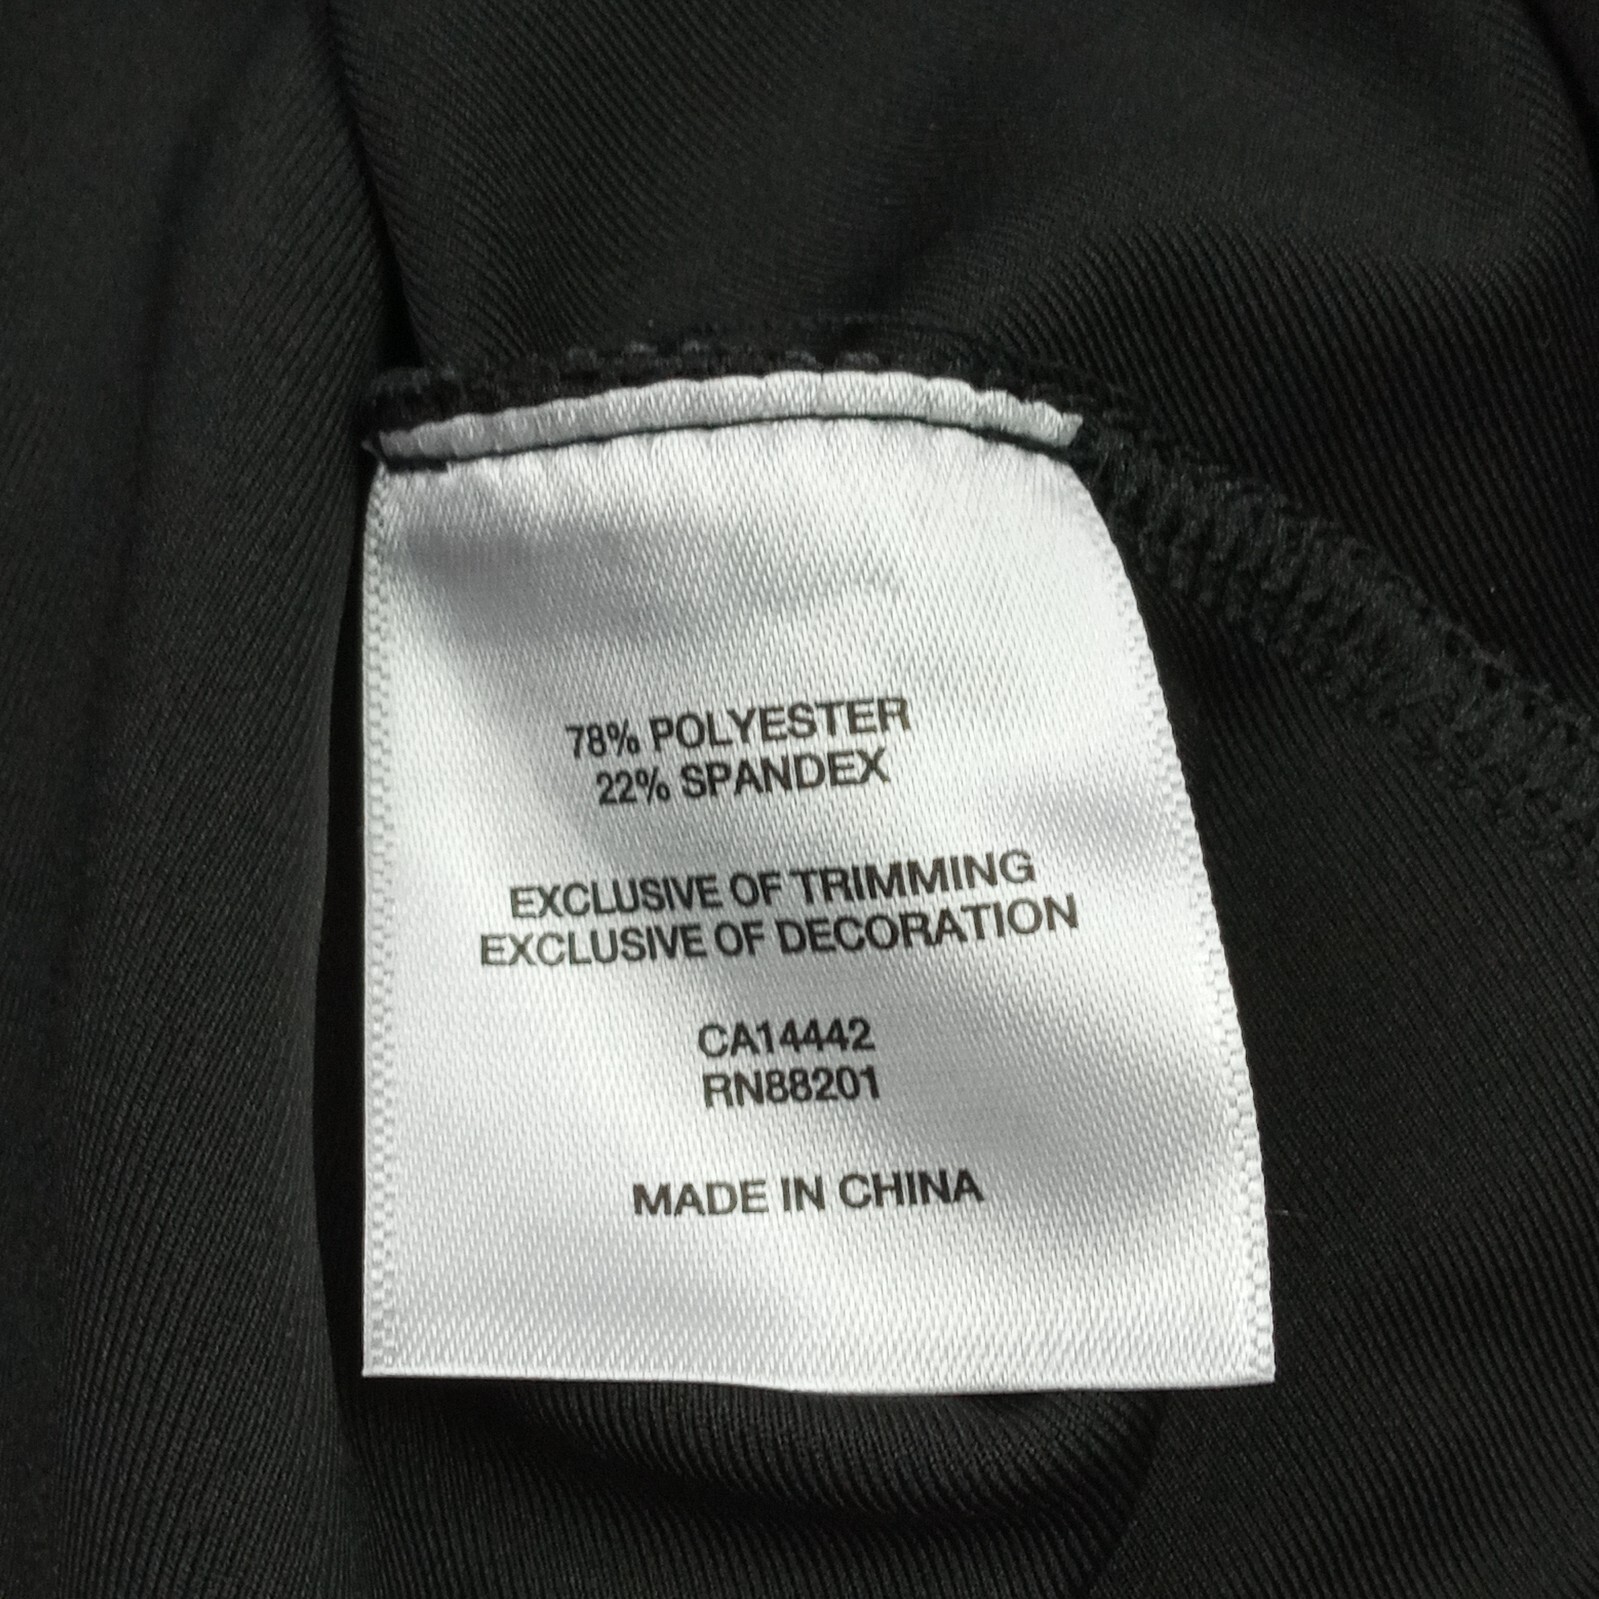 78% POLYESTER
22% SPANDEX
EXCLUSIVE OF TRIMMING
EXCLUSIVE OF DECORATION
CA14442
RN88201
MADE IN CHINA